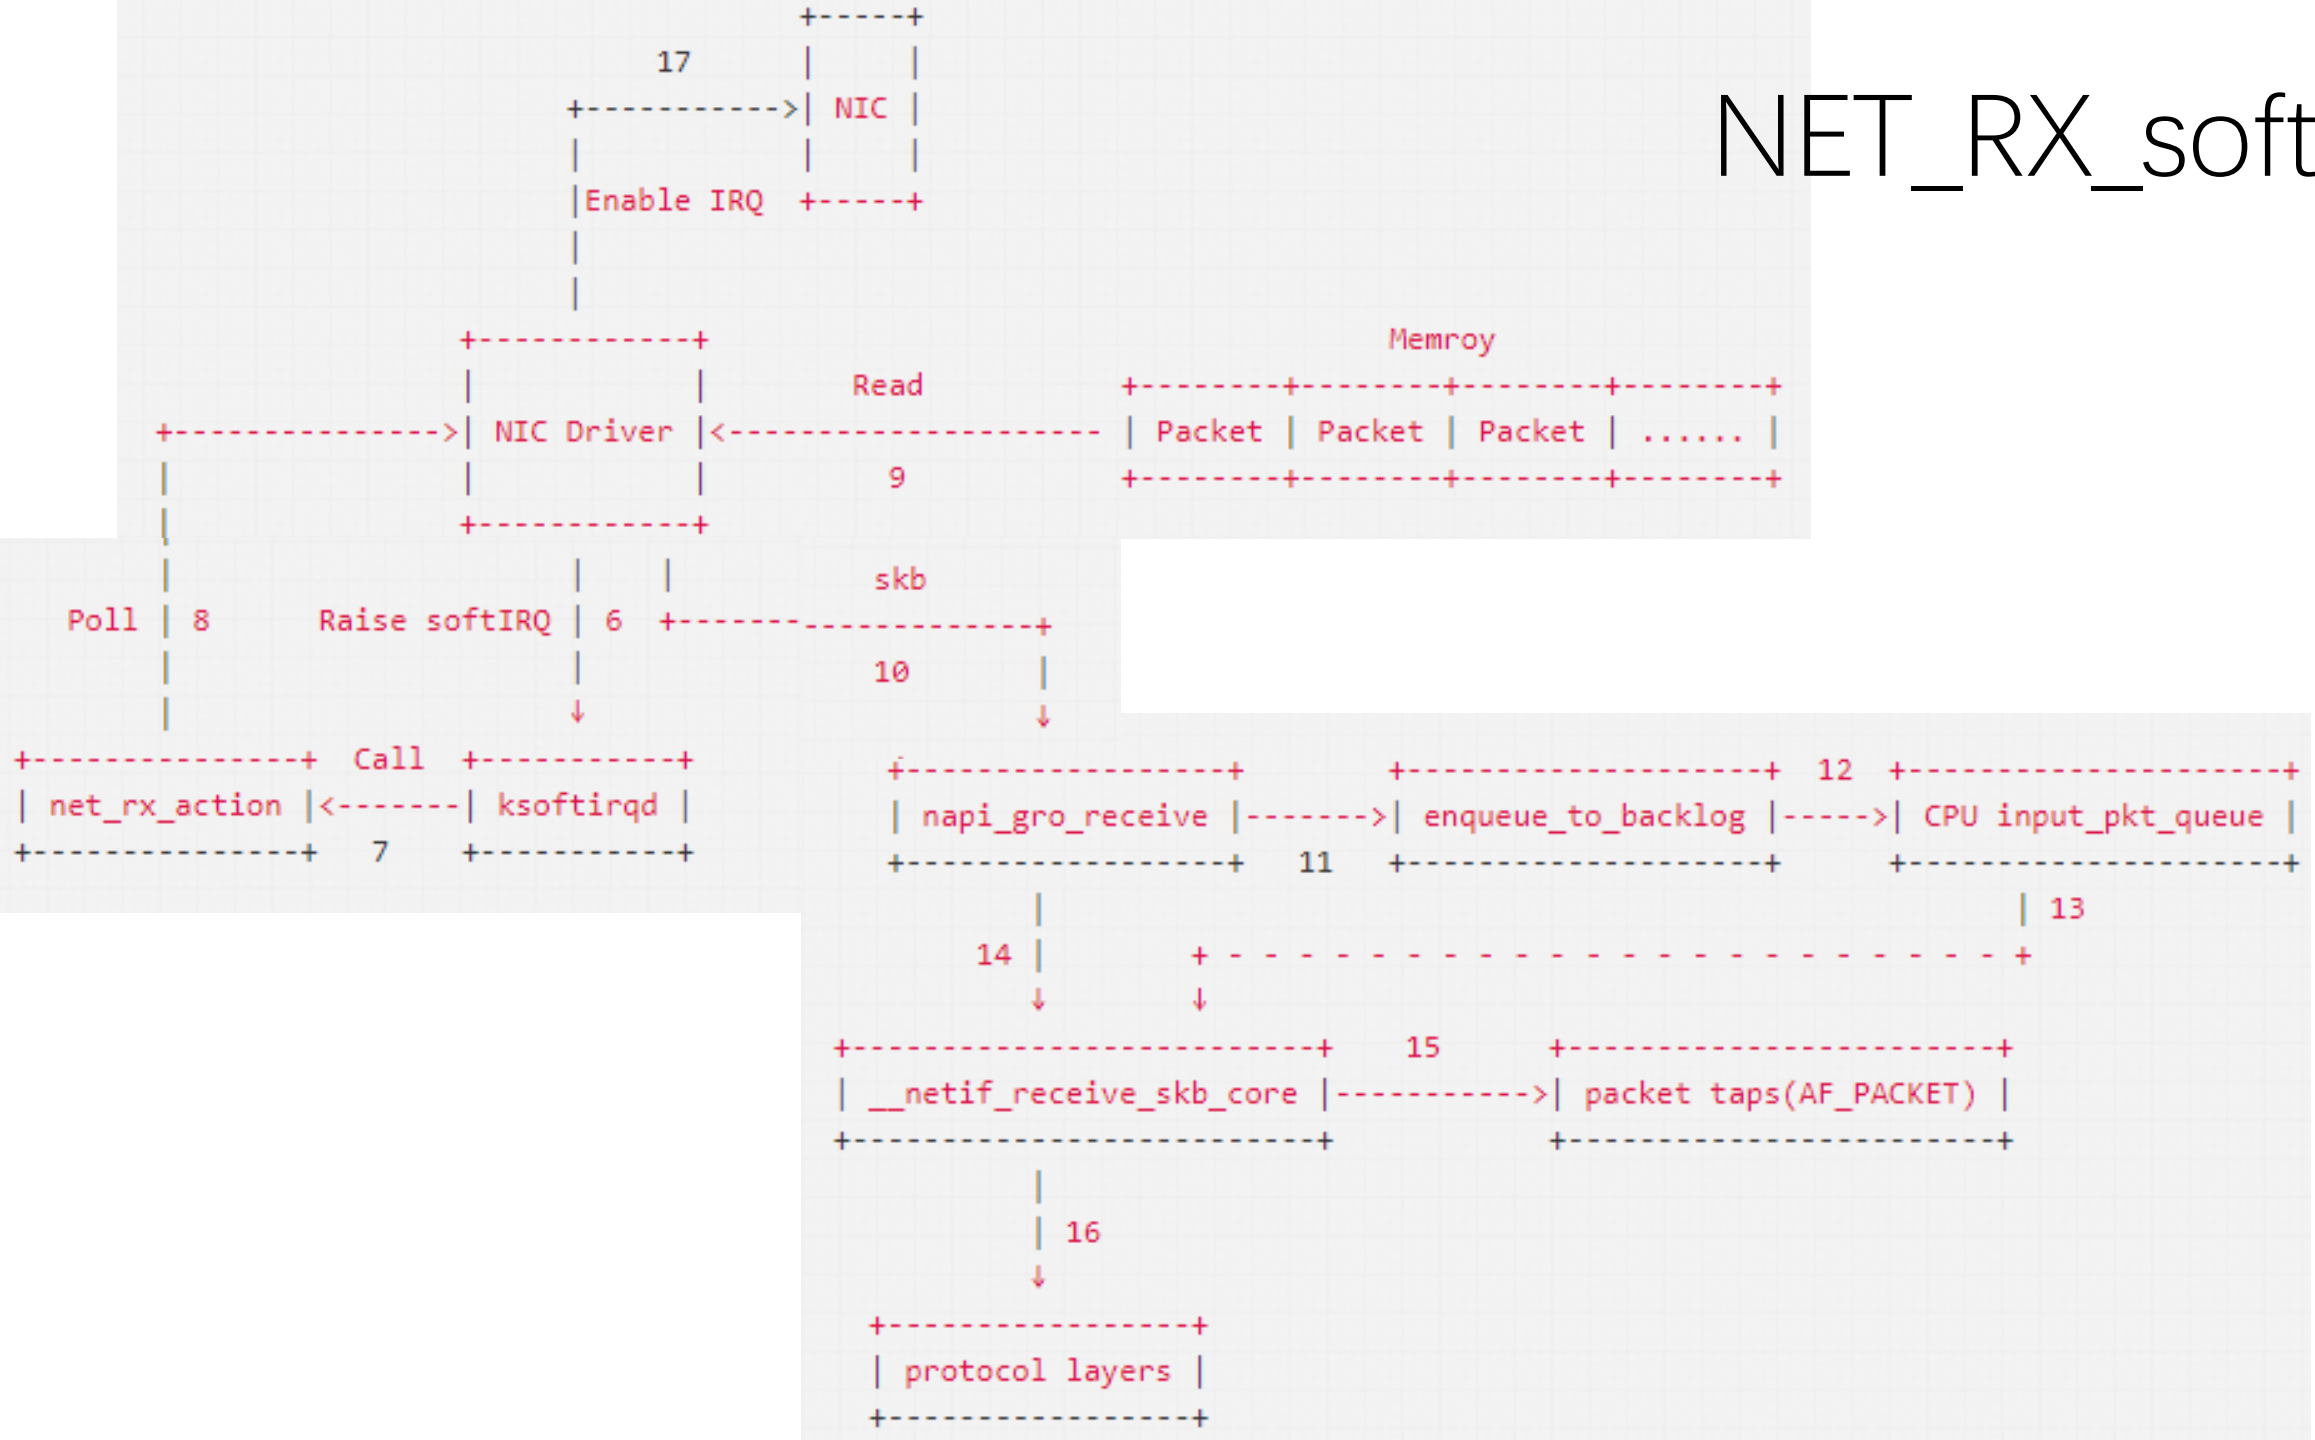 17
NIC
NET_RX_soft
Enable IRQ
Memroy
Read
NIC Driver
Packet
Packet
Packet
......
9
skb
Poll
8
Raise softIRQ
6
10
Call
net_rx_action
ksoftirqd
7
12
napi_gro_receive
enqueue_to_backlog
CPU input_pkt_queue
11
13
14
15
__netif_receive_skb_core
packet taps(AF_PACKET)
16
protocol layers